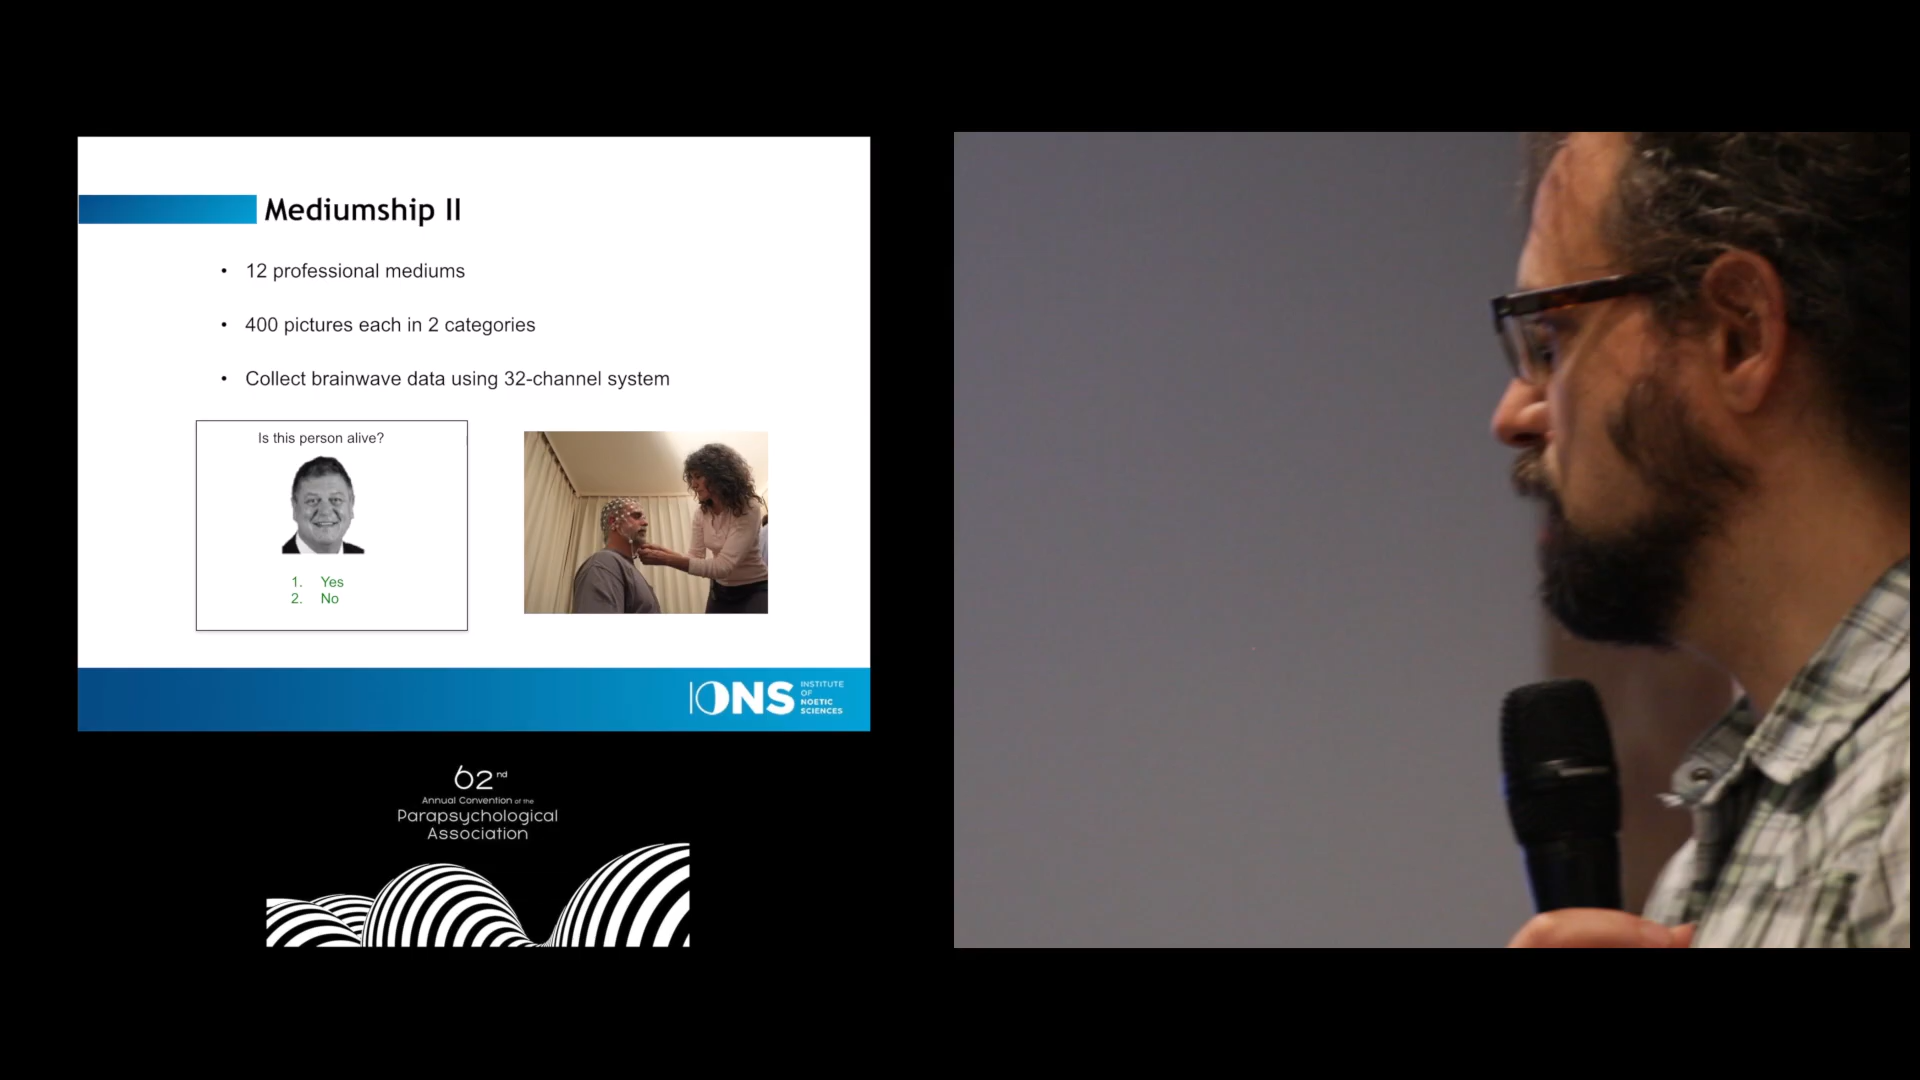 Mediumship II
• 12 professional mediums
• 400 pictures each in 2 categories
• Collect brainwave data using 32-channel system
Is this person alive?
1. Yes
2. No
IONS INSTITUTE
OF
NOETIC
SCIENCES
62nd
Annual Convention of the
Parapsychological
Association